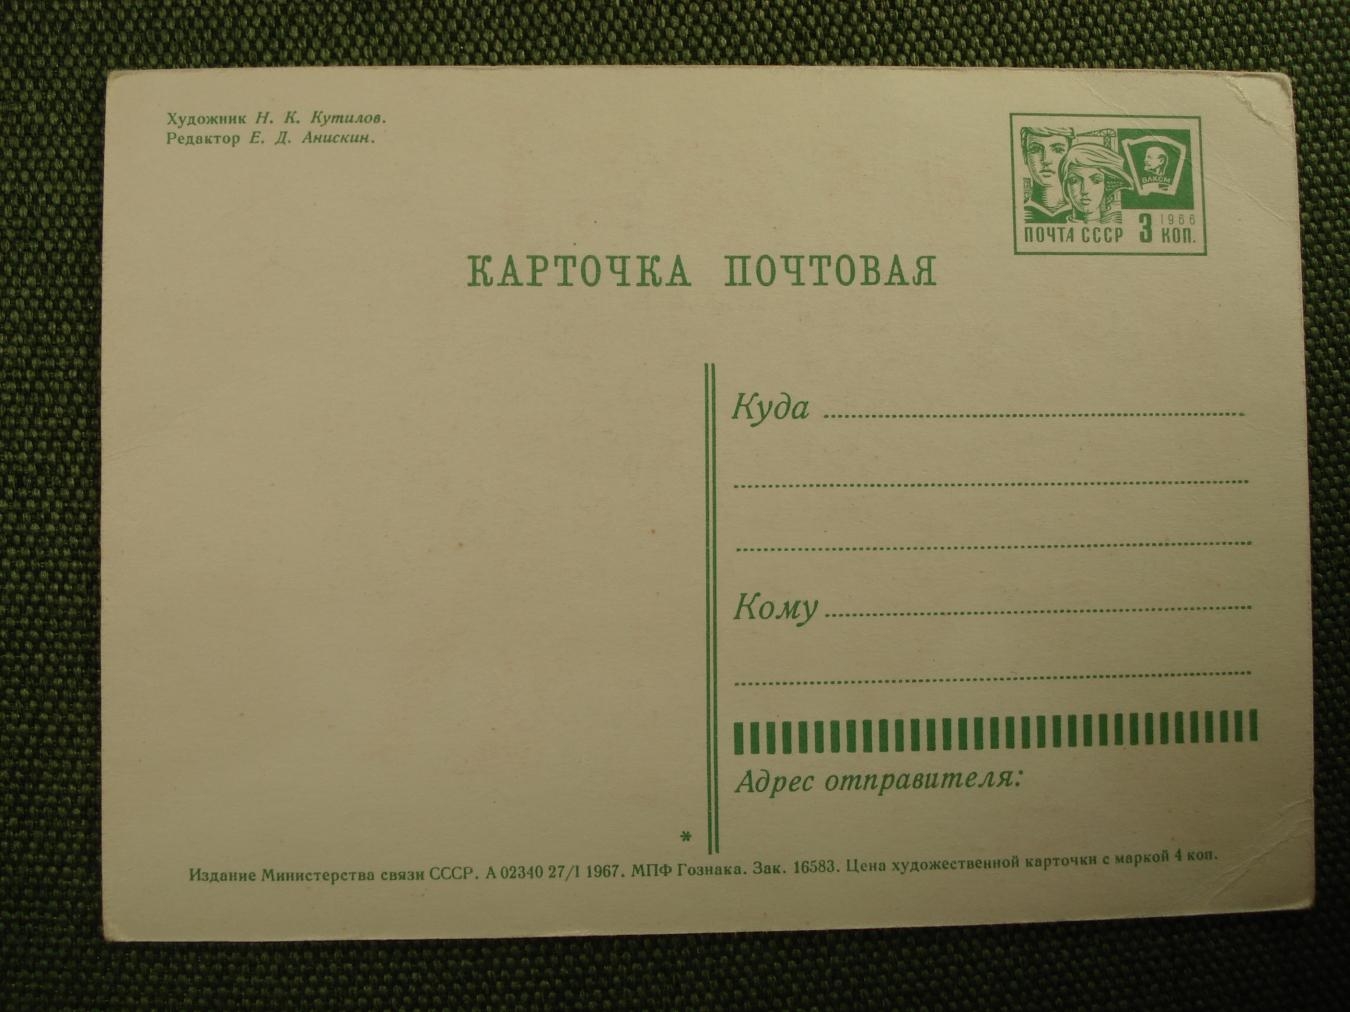 Художник Н. К. Кутилов.
Редактор Е. Д. Анискин.
ВЛКСМ
1966
ПОЧТА СССР 3 КОП.
КАРТОЧКА ПОЧТОВАЯ
Куда
Кому
Адрес отправителя:
*
Издание Министерства связи СССР. А 02340 27/I 1967. МПФ Гознака. Зак. 16583. Цена художественной карточки с маркой 4 коп.